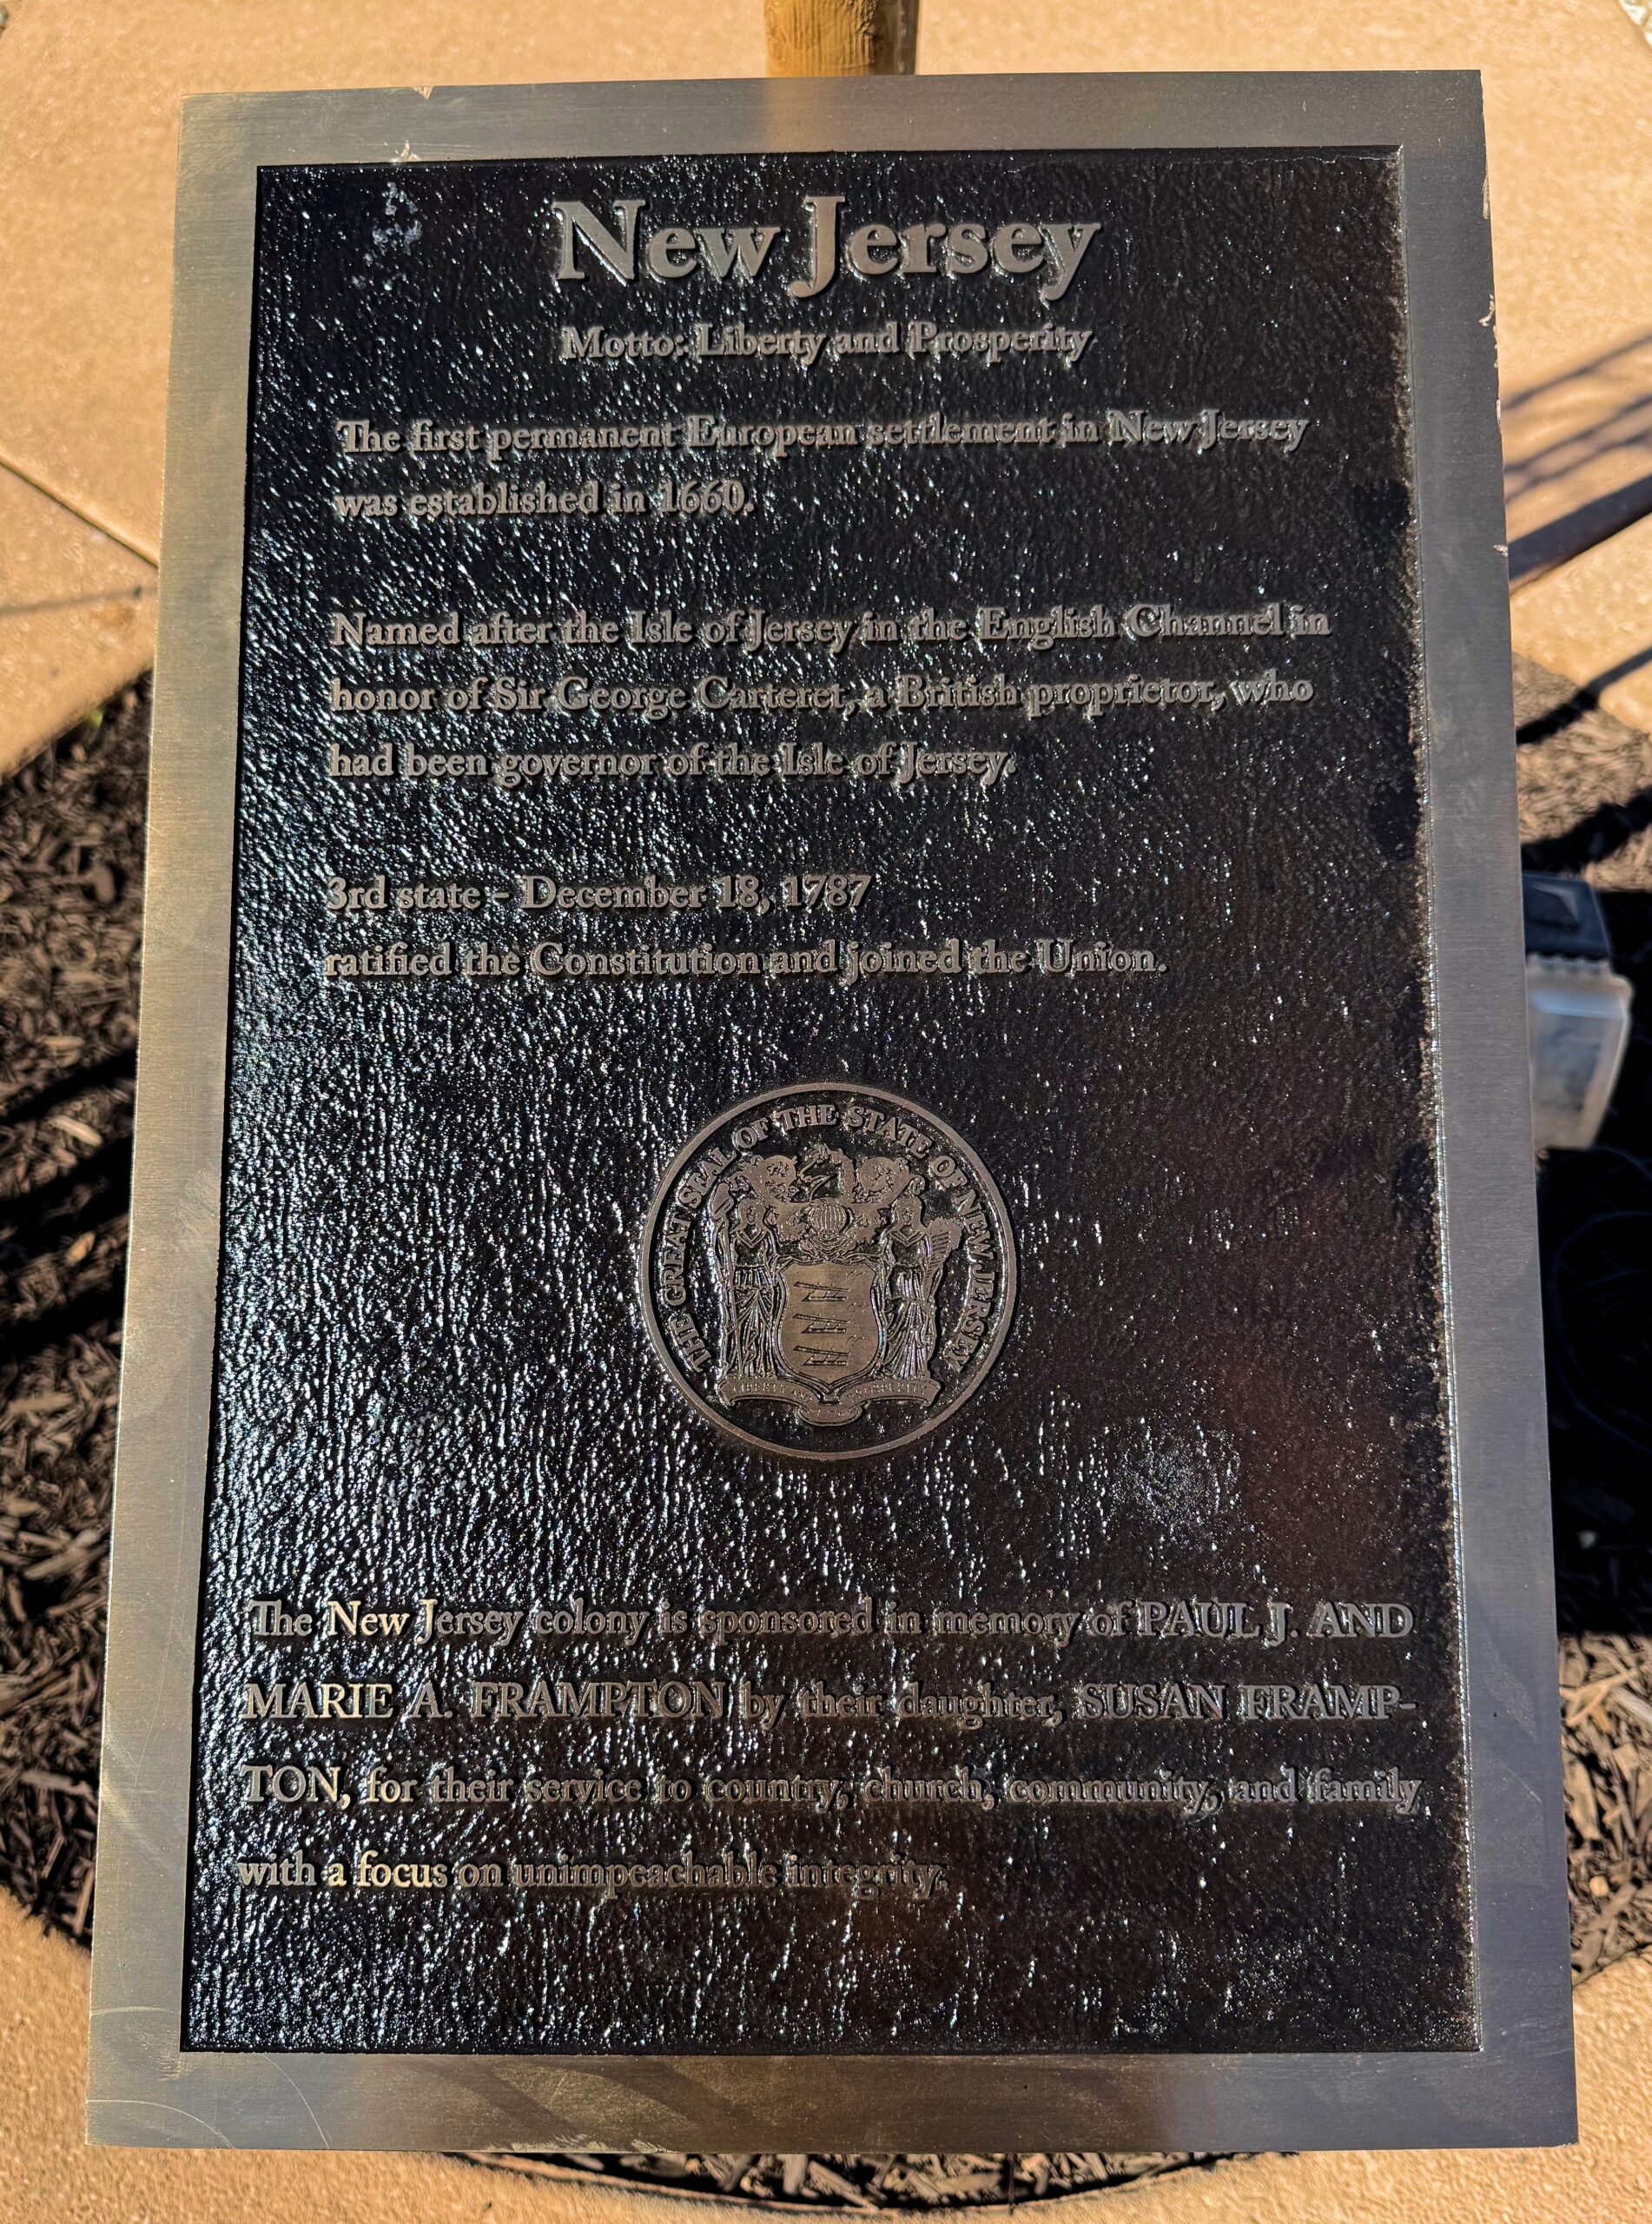 New Jersey
Motto: Liberty and Prosperity
The first permanent European settlement in New Jersey
was established in 1660.
Named after the Isle of Jersey in the English Channel in
honor of Sir George Carteret, a British proprietor, who
had been governor of the Isle of Jersey.
3rd state - December 18, 1787
ratified the Constitution and joined the Union.
THE GREAT SEAL OF THE STATE OF NEW JERSEY
LIBERTY AND PROSPERITY
The New Jersey colony is sponsored in memory of PAUL J. AND
MARIE A. FRAMPTON by their daughter, SUSAN FRAMP-
TON, for their service to country, church, community, and family
with a focus on unimpeachable integrity.